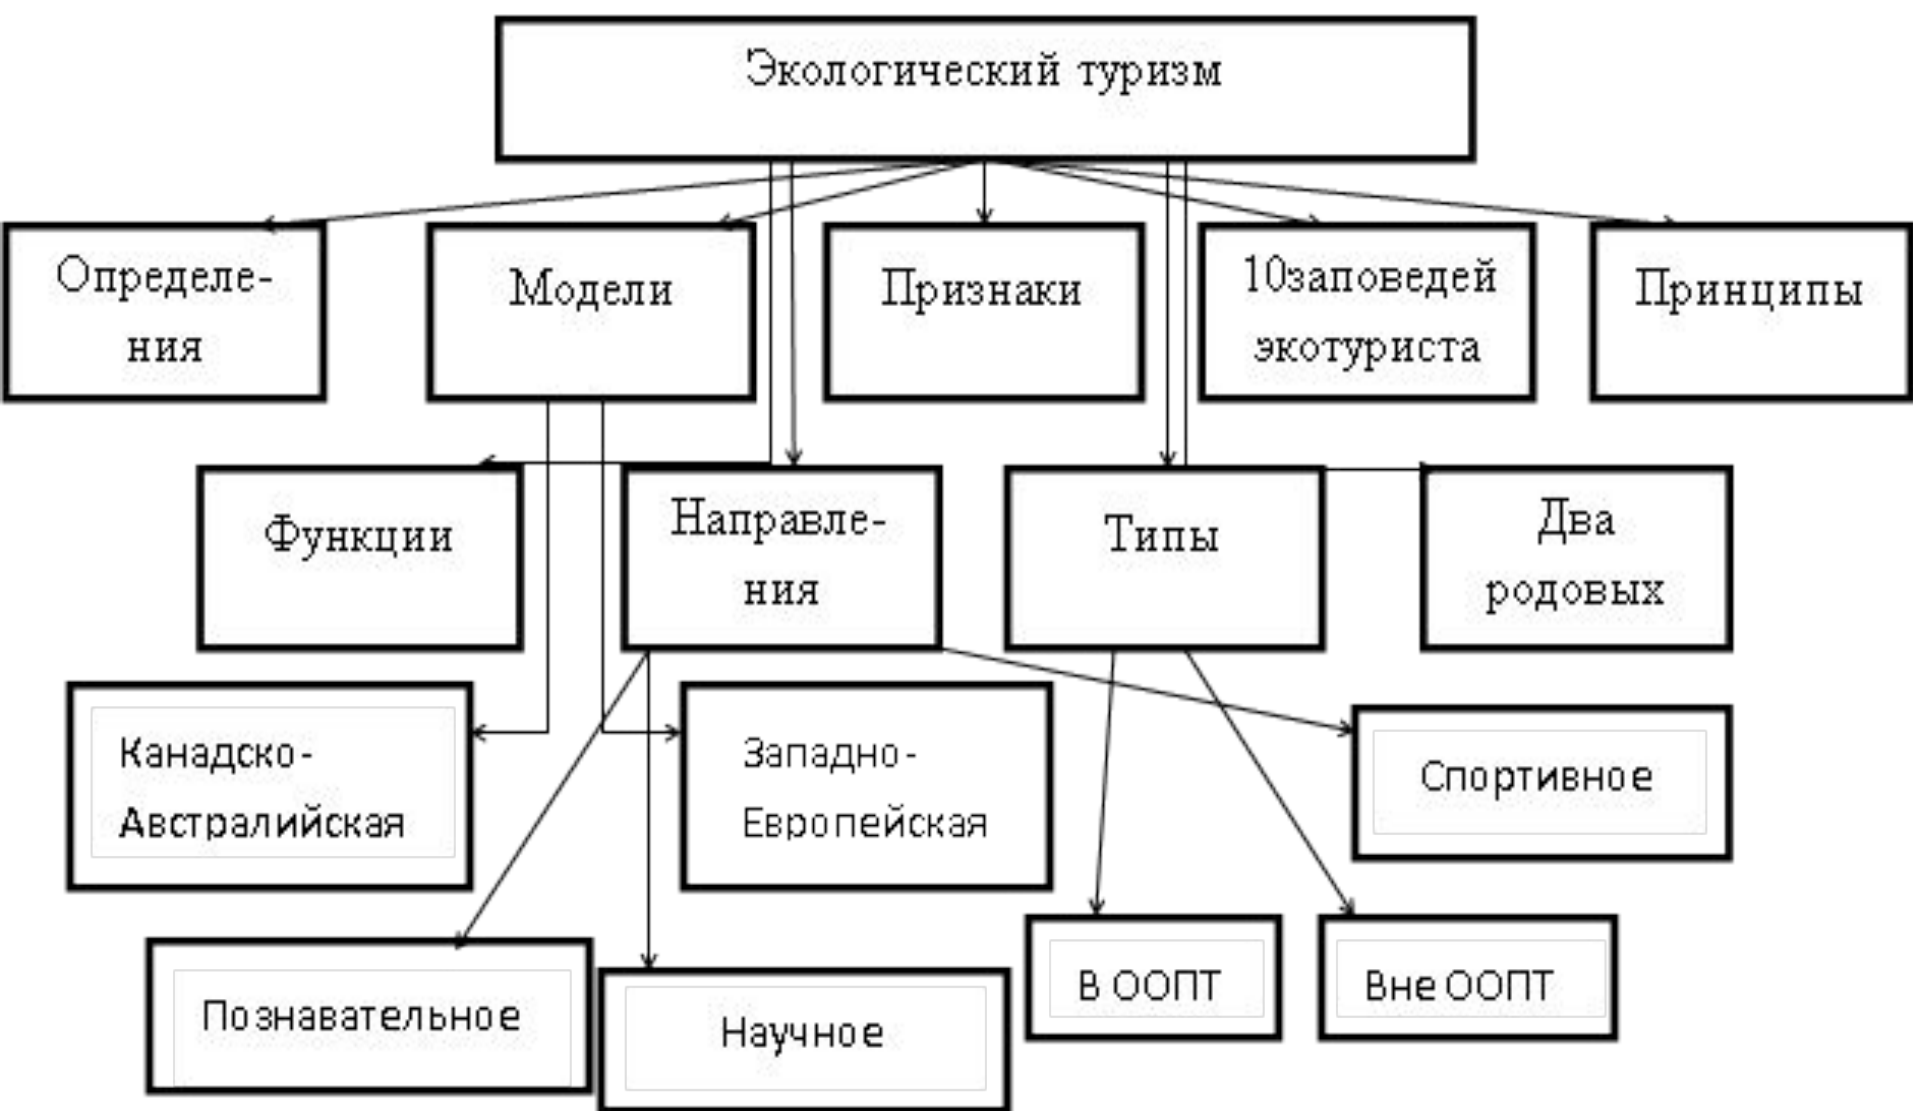 Экологический туризм
Определе-
ния
Модели
Признаки
10заповедей
экотуриста
Принципы
Функции
Направле-
ния
Типы
Два
родовых
Канадско-
Австралийская
Западно-
Европейская
Спортивное
Познавательное
Научное
В ООПТ
Вне ООПТ